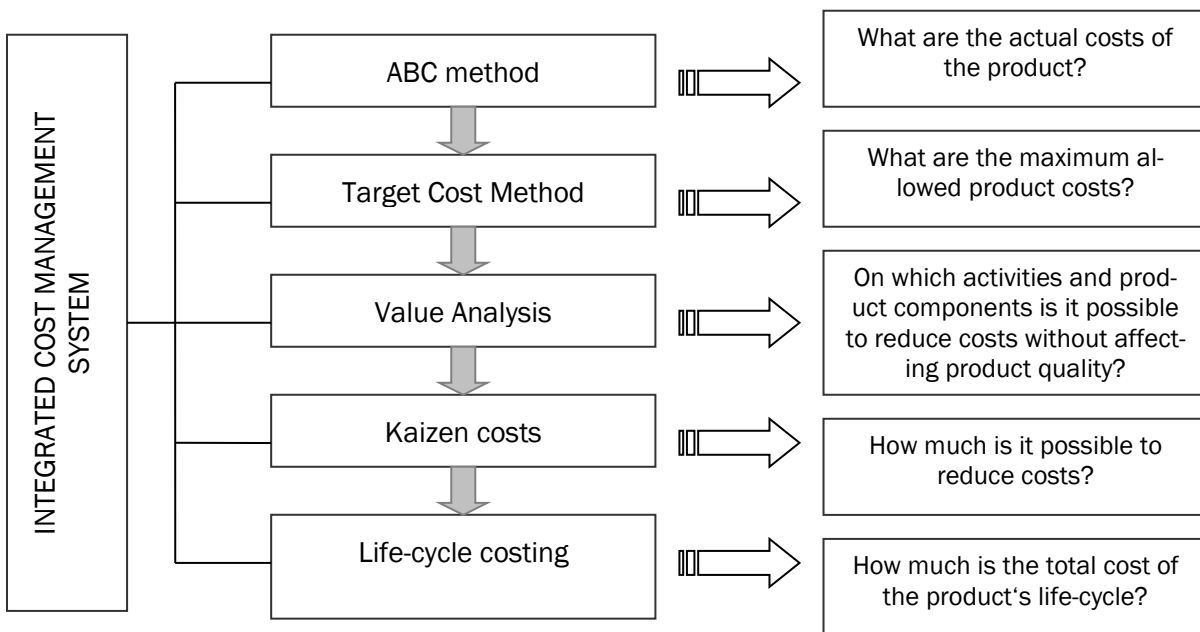 INTEGRATED COST MANAGEMENT
SYSTEM
ABC method
What are the actual costs of
the product?
Target Cost Method
What are the maximum al-
lowed product costs?
Value Analysis
On which activities and prod-
uct components is it possible
to reduce costs without affect-
ing product quality?
Kaizen costs
How much is it possible to
reduce costs?
Life-cycle costing
How much is the total cost of
the product‘s life-cycle?